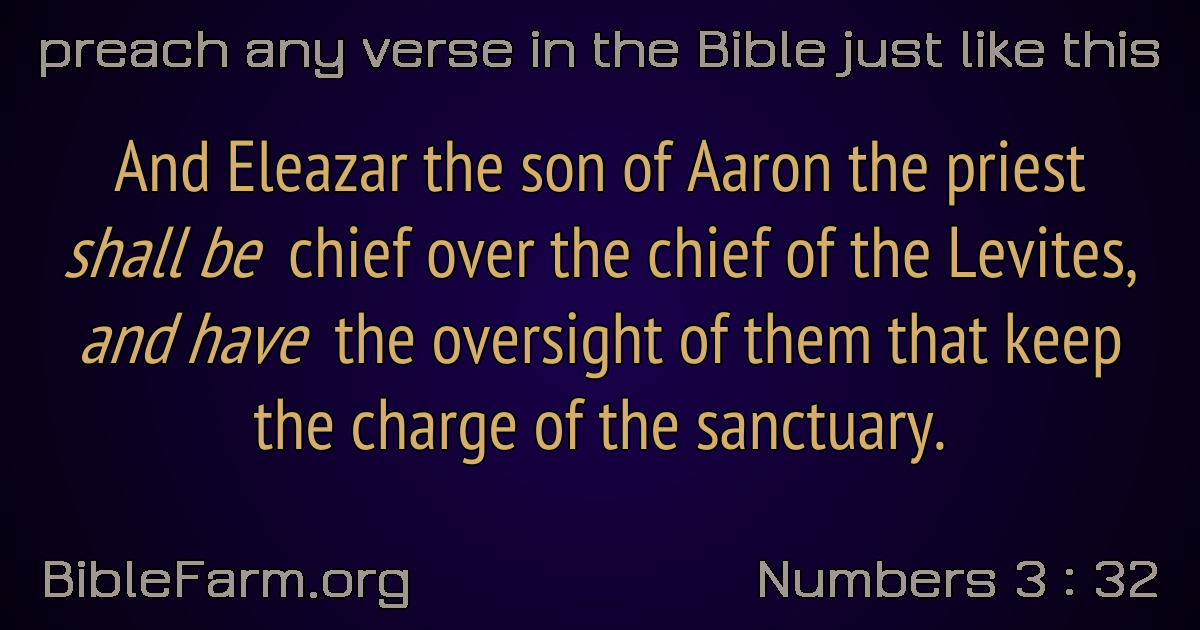 preach any verse in the Bible just like this
And Eleazar the son of Aaron the priest
shall be chief over the chief of the Levites,
and have the oversight of them that keep
the charge of the sanctuary.
BibleFarm.org
Numbers 3 : 32